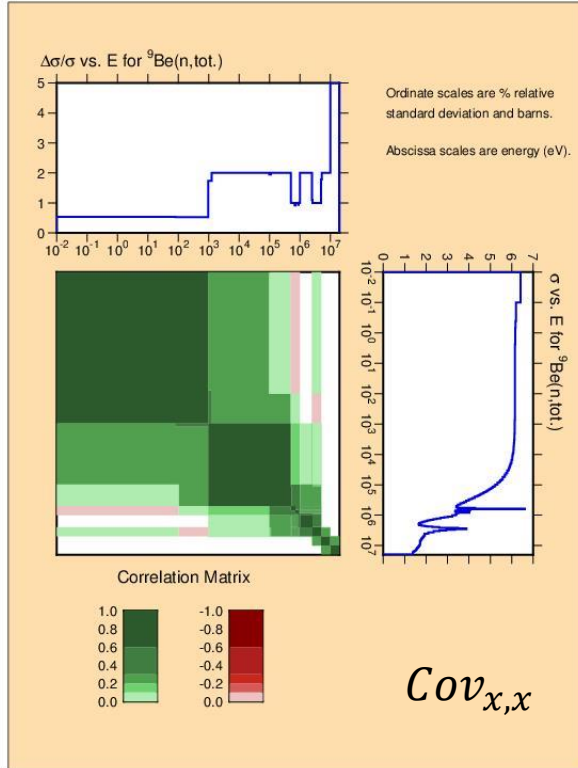 Δσ/σ vs. E for ⁹Be(n,tot.)
5
4
3
2
1
0
10⁻² 10⁻¹ 10⁰ 10¹ 10² 10³ 10⁴ 10⁵ 10⁶ 10⁷
Ordinate scales are % relative
standard deviation and barns.
Abscissa scales are energy (eV).
0 1 2 3 4 5 6 7
σ vs. E for ⁹Be(n,tot.)
10⁻² 10⁻¹ 10⁰ 10¹ 10² 10³ 10⁴ 10⁵ 10⁶ 10⁷
Correlation Matrix
1.0 -1.0
0.8 -0.8
0.6 -0.6
0.4 -0.4
0.2 -0.2
0.0 0.0
Cov_{x,x}